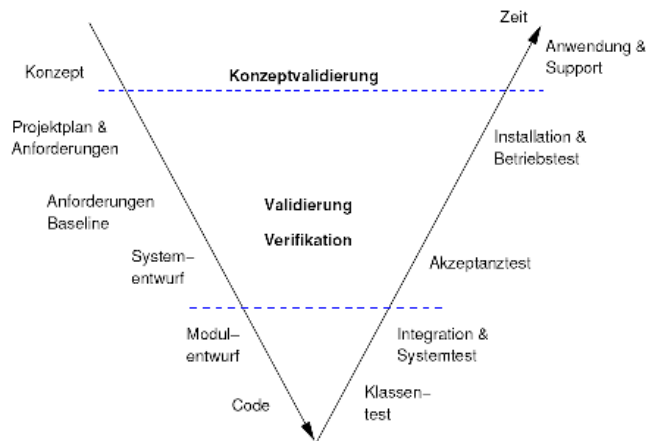 Zeit
Anwendung &
Support
Konzept
Konzeptvalidierung
Projektplan &
Anforderungen
Installation &
Betriebstest
Anforderungen
Baseline
Validierung
Verifikation
System–
entwurf
Akzeptanztest
Modul–
entwurf
Integration &
Systemtest
Code
Klassen–
test